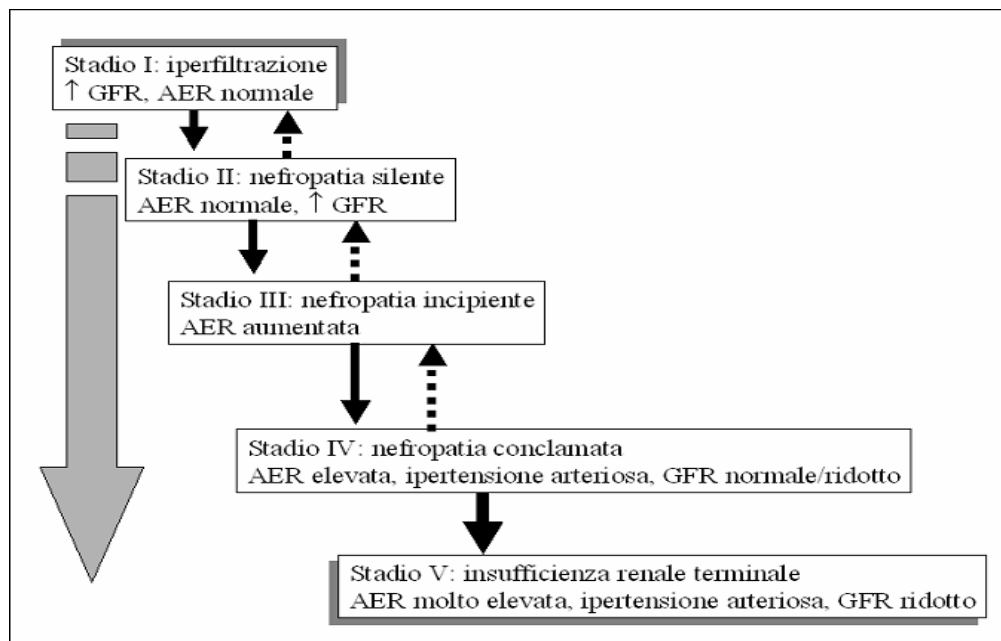 Stadio I: iperfiltrazione
↑ GFR, AER normale
Stadio II: nefropatia silente
AER normale, ↑ GFR
Stadio III: nefropatia incipiente
AER aumentata
Stadio IV: nefropatia conclamata
AER elevata, ipertensione arteriosa, GFR normale/ridotto
Stadio V: insufficienza renale terminale
AER molto elevata, ipertensione arteriosa, GFR ridotto